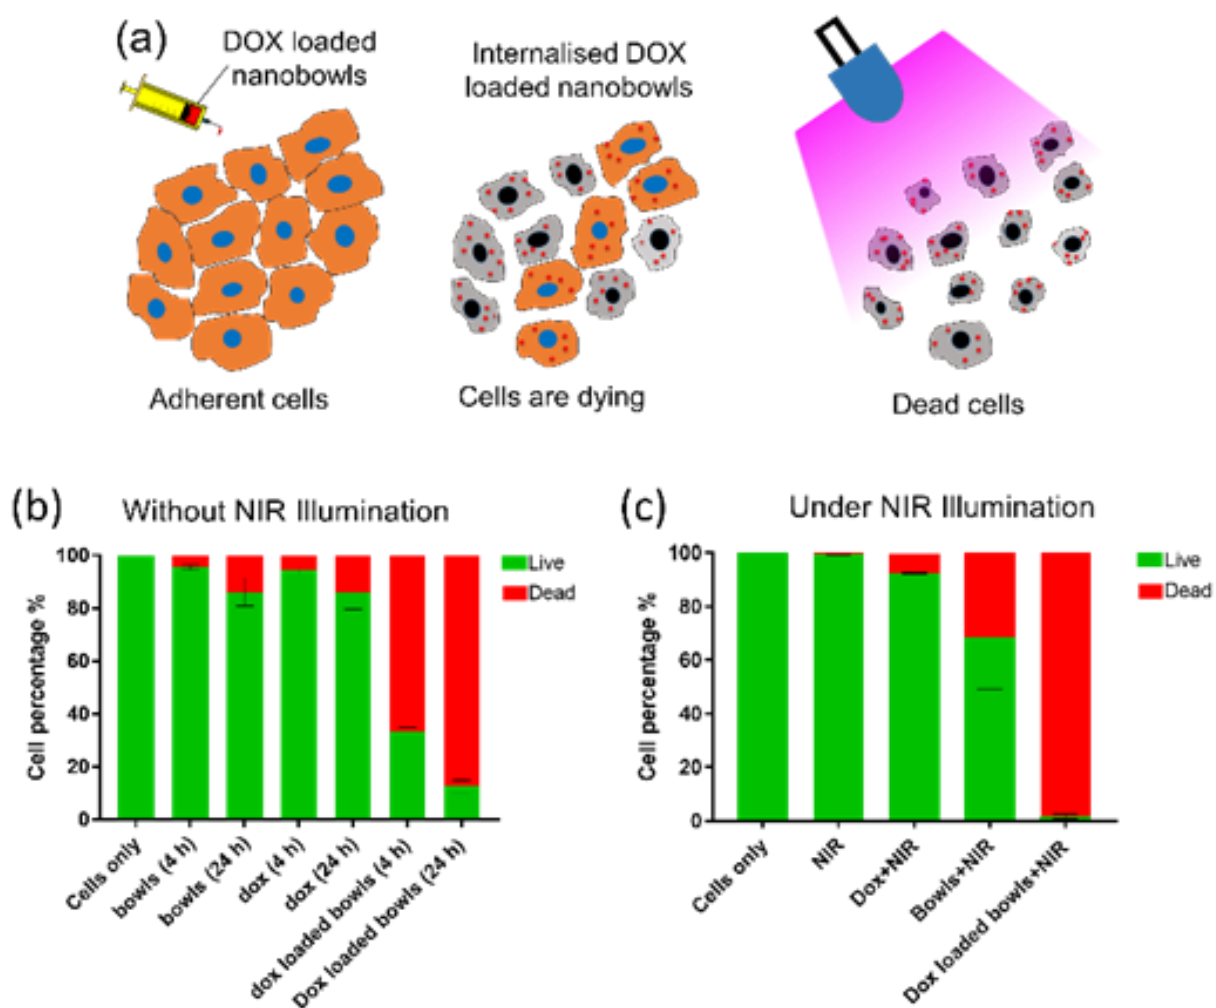 (a)
DOX loaded
nanobowls
Internalised DOX
loaded nanobowls
Adherent cells
Cells are dying
Dead cells
(b)
Without NIR Illumination
Cell percentage %
100
80
60
40
20
0
Cells only
bowls (4 h)
bowls (24 h)
dox (4 h)
dox (24 h)
dox loaded bowls (4 h)
Dox loaded bowls (24 h)
Live
Dead
(c)
Under NIR Illumination
Cell percentage %
100
80
60
40
20
0
Cells only
NIR
Dox+NIR
Bowls+NIR
Dox loaded bowls+NIR
Live
Dead